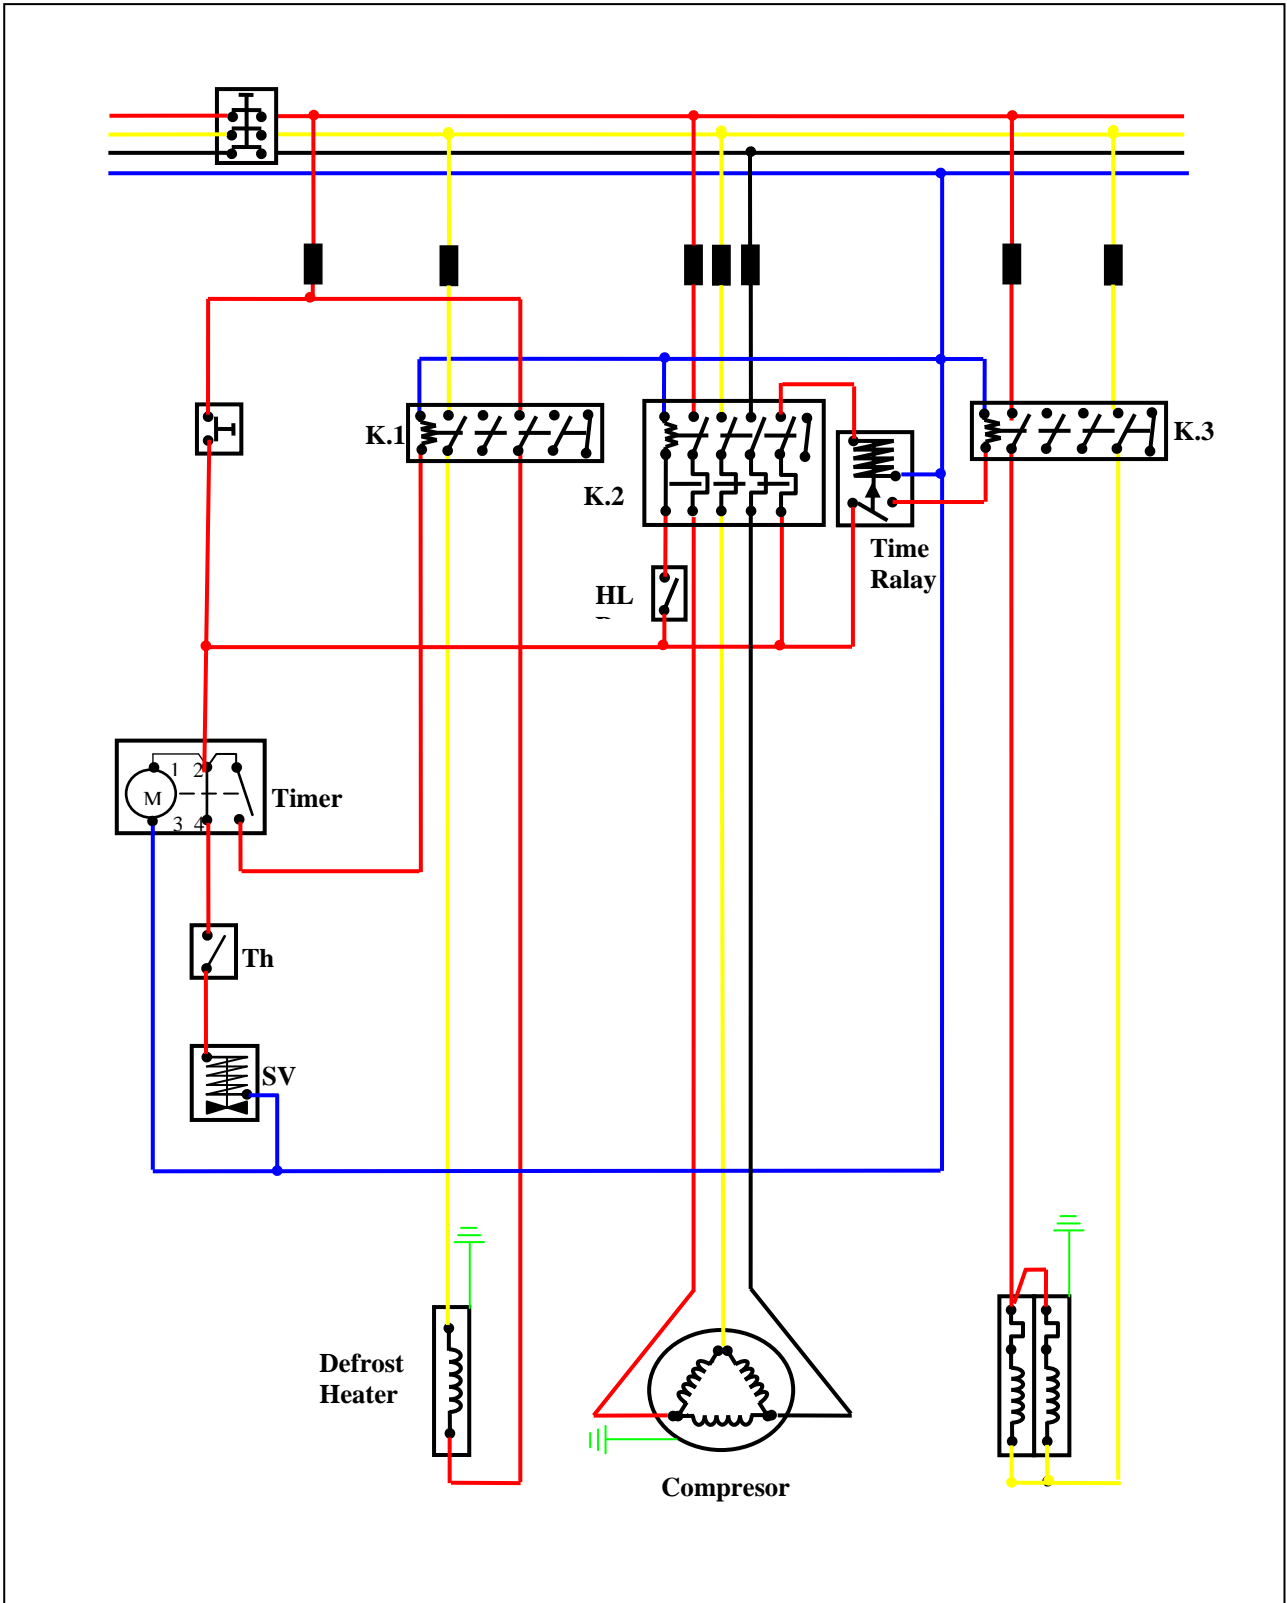 K.1
K.3
K.2
Time
Ralay
HL
1 2
M
Timer
3 4
Th
SV
Defrost
Heater
Compresor